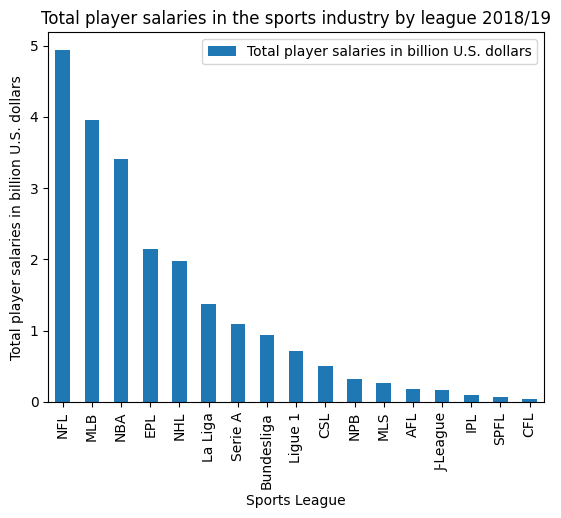 Total player salaries in the sports industry by league 2018/19
Total player salaries in billion U.S. dollars
Total player salaries in billion U.S. dollars
5
4
3
2
1
0
NFL
MLB
NBA
EPL
NHL
La Liga
Serie A
Bundesliga
Ligue 1
CSL
NPB
MLS
AFL
J-League
IPL
SPFL
CFL
Sports League